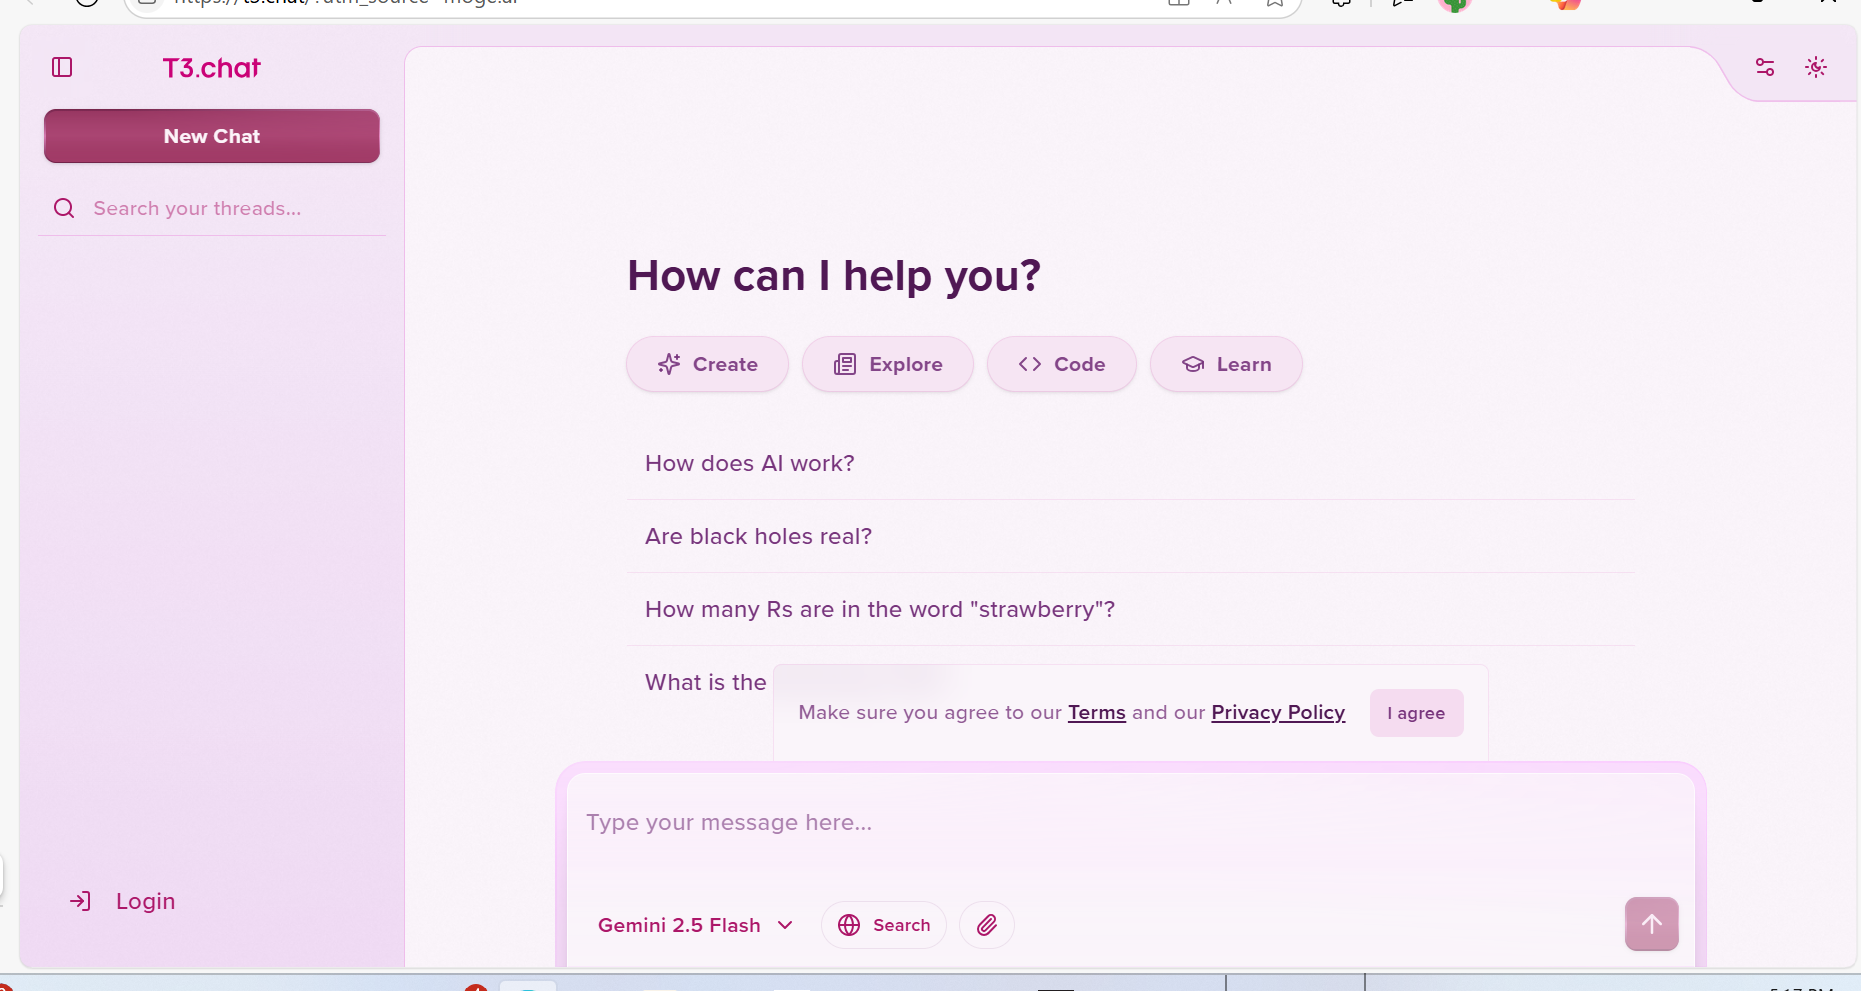 T3.chat
New Chat
Search your threads...
How can I help you?
Create
Explore
Code
Learn
How does AI work?
Are black holes real?
How many Rs are in the word "strawberry"?
What is the
Make sure you agree to our Terms and our Privacy Policy
I agree
Type your message here...
Login
Gemini 2.5 Flash
Search